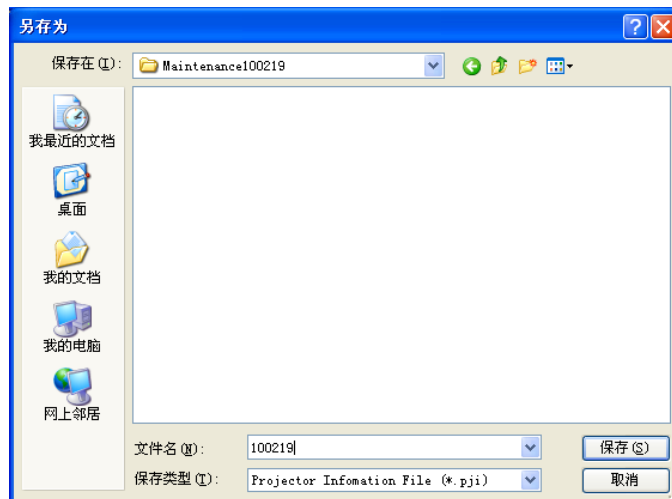 另存为
保存在(I):
Maintenance100219
我最近的文档
桌面
我的文档
我的电脑
网上邻居
文件名(N):
100219
保存(S)
保存类型(T):
Projector Infomation File (*.pji)
取消